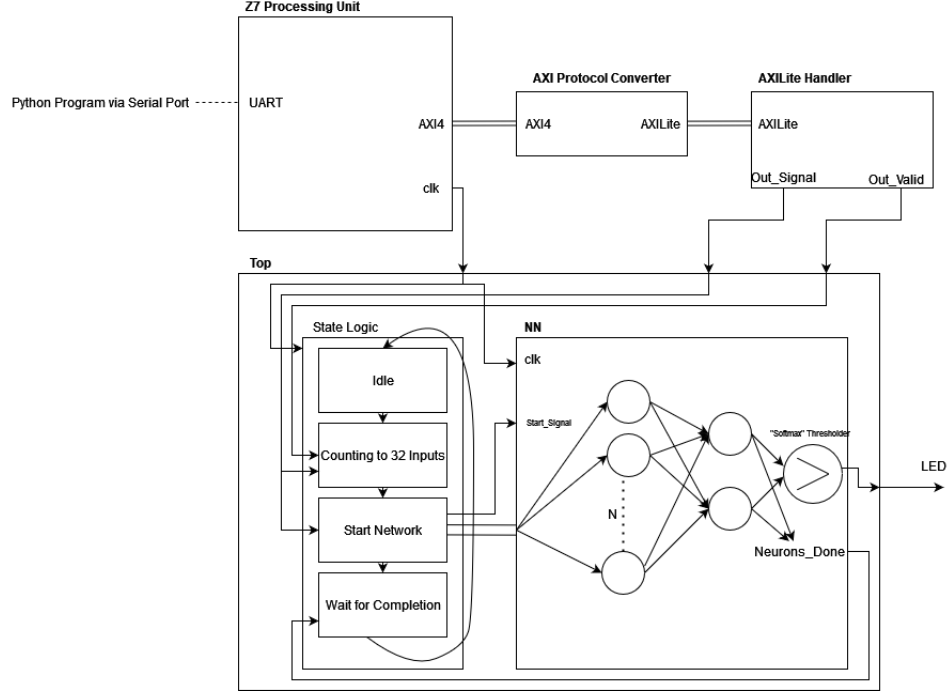 Z7 Processing Unit
Python Program via Serial Port
UART
AXI4
clk
AXI Protocol Converter
AXI4
AXILite
AXILite Handler
AXILite
Out_Signal
Out_Valid
Top
State Logic
Idle
Counting to 32 Inputs
Start Network
Wait for Completion
NN
clk
Start_Signal
N
"Softmax" Thresholder
Neurons_Done
LED